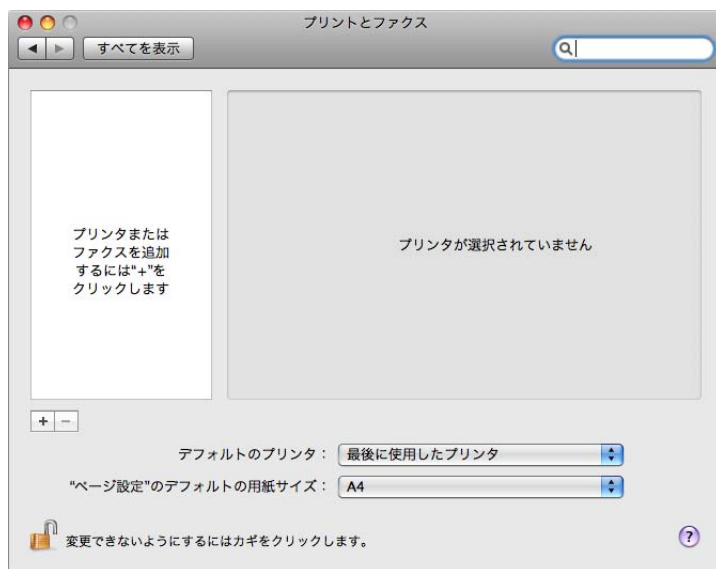 プリントとファクス
すべてを表示
プリンタまたは
ファクスを追加
するには“+”を
クリックします
プリンタが選択されていません
+ −
デフォルトのプリンタ： 最後に使用したプリンタ
“ページ設定”のデフォルトの用紙サイズ： A4
変更できないようにするにはカギをクリックします。
?